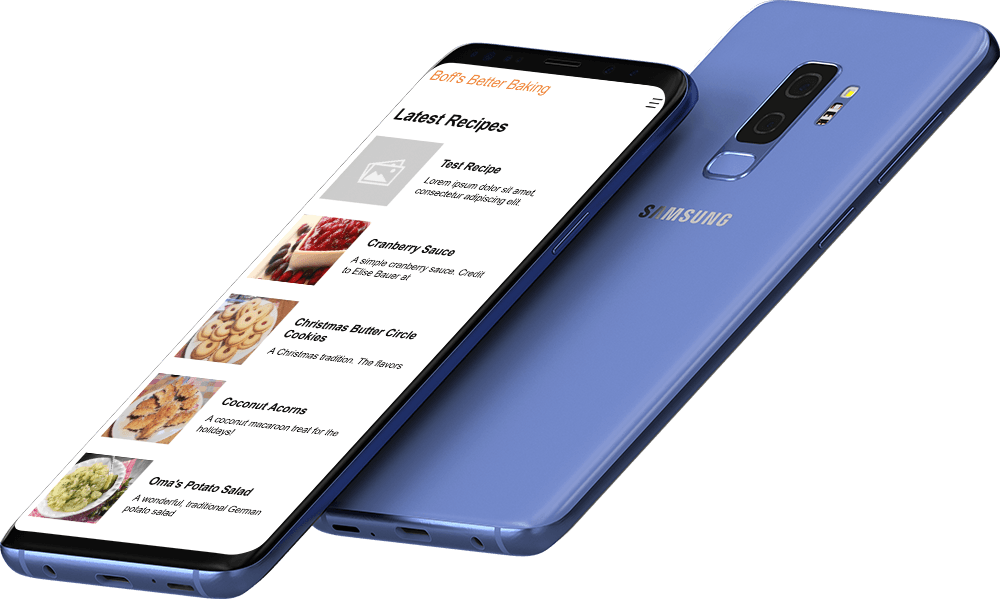 Boff's Better Baking
Latest Recipes
Test Recipe
Lorem ipsum dolor sit amet,
consectetur adipiscing elit.
Cranberry Sauce
A simple cranberry sauce. Credit
to Elise Bauer at
Christmas Butter Circle
Cookies
A Christmas tradition. The flavors
Coconut Acorns
A coconut macaroon treat for the
holidays!
Oma's Potato Salad
A wonderful, traditional German
potato salad
SAMSUNG